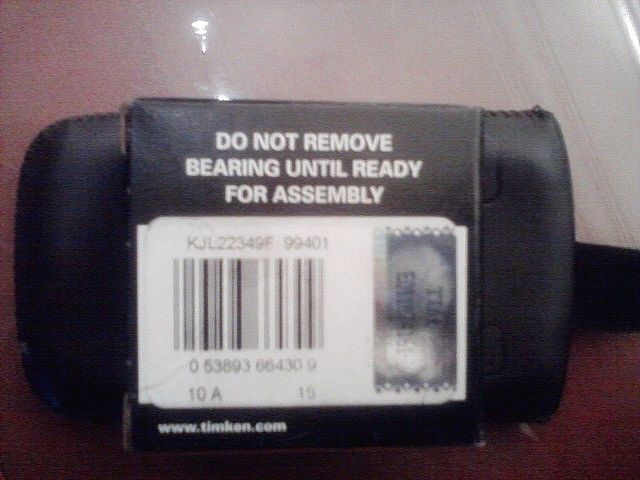 DO NOT REMOVE
BEARING UNTIL READY
FOR ASSEMBLY
KJL22349F 99401
0 53893 66430 9
10 A 15
www.timken.com